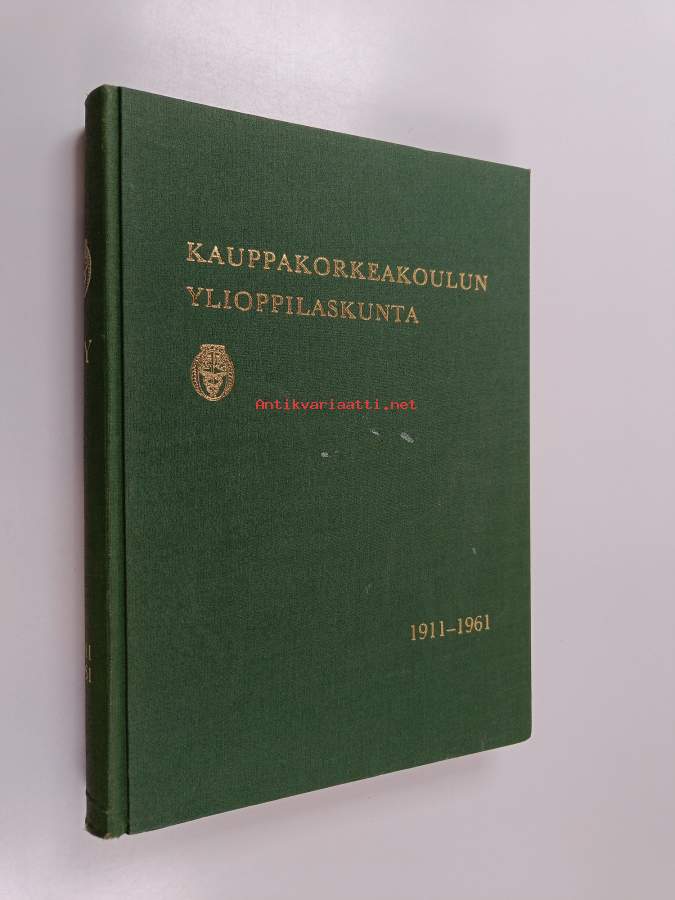 KAUPPAKORKEAKOULUN
YLIOPPILASKUNTA
Antikvariaatti.net
1911–1961
Y